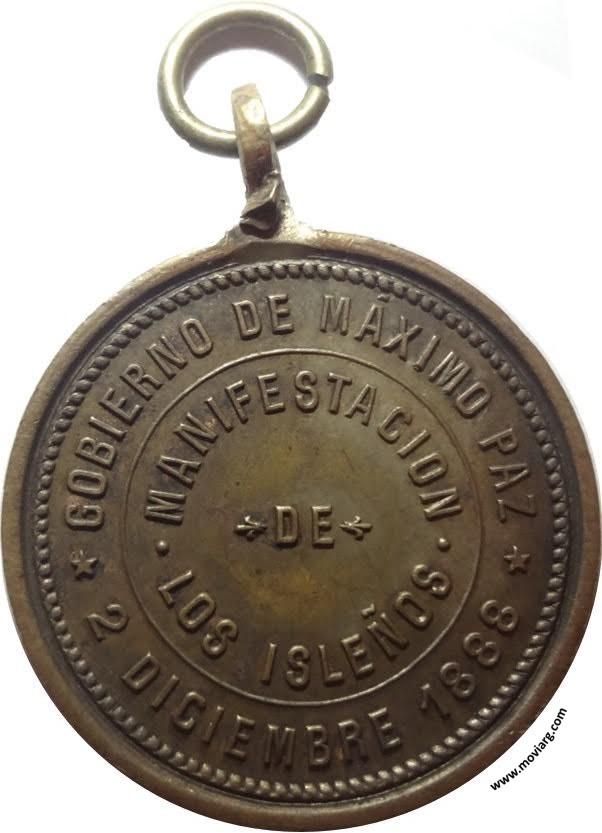 GOBIERNO DE MÁXIMO PAZ
2 DICIEMBRE 1888
MANIFESTACION
DE
LOS ISLEÑOS
www.moviarg.com